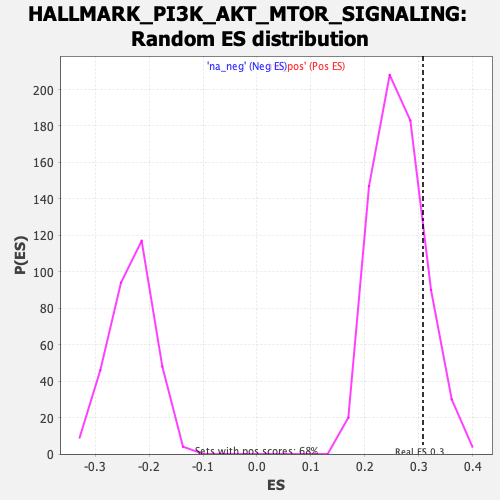 HALLMARK_PI3K_AKT_MTOR_SIGNALING:
Random ES distribution
'na_neg' (Neg ES)pos' (Pos ES)
200
180
160
140
120
100
80
60
40
20
0
P(ES)
Sets with pos scores: 68%
Real ES 0.3
-0.3 -0.2 -0.1 0.0 0.1 0.2 0.3 0.4
ES